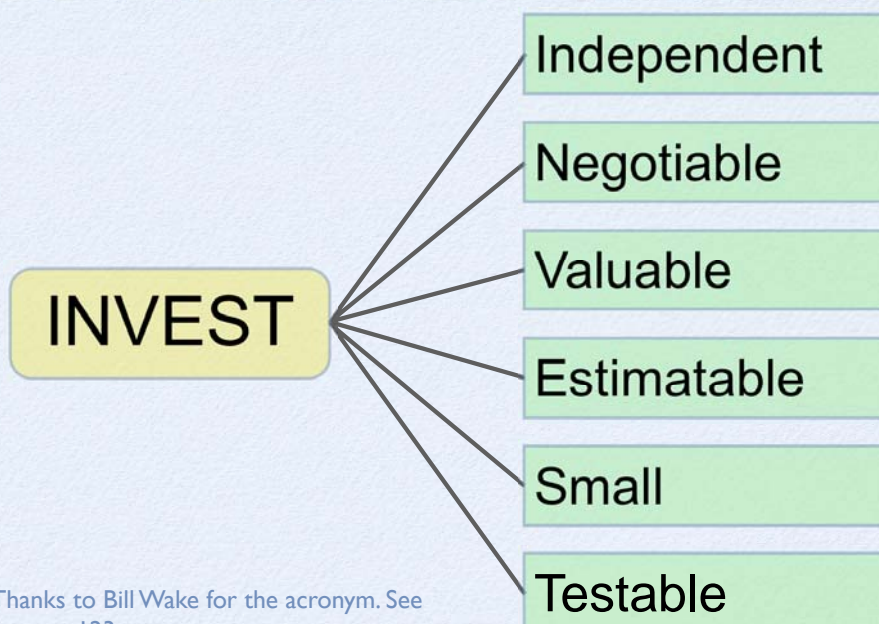 Independent
Negotiable
Valuable
INVEST
Estimatable
Small
Testable
Thanks to Bill Wake for the acronym. See